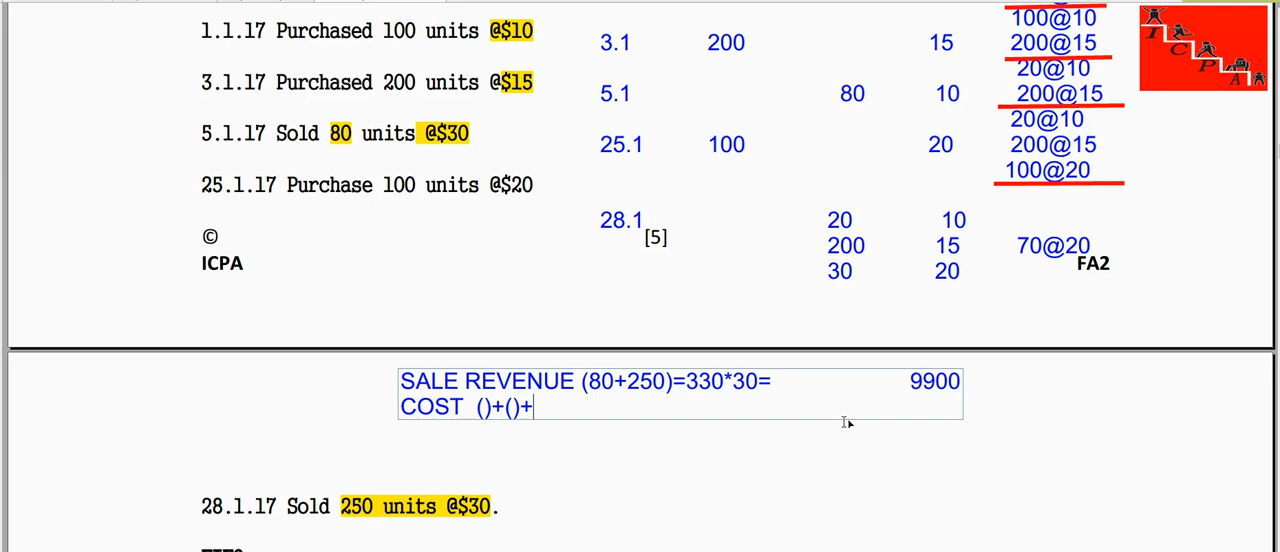 1.1.17 Purchased 100 units @$10
100@10
3.1 200 15 200@15
3.1.17 Purchased 200 units @$15
20@10
5.1 80 10 200@15
5.1.17 Sold 80 units @$30
20@10
25.1 100 20 200@15
100@20
25.1.17 Purchase 100 units @$20
28.1 20 10
200 15 70@20
30 20
©
ICPA
[5]
FA2
I C P A
SALE REVENUE (80+250)=330*30= 9900
COST ()+()+
28.1.17 Sold 250 units @$30.